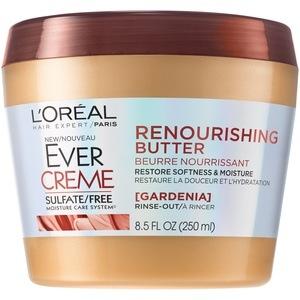 L'ORÉAL
HAIR EXPERT/PARIS
NEW/NOUVEAU
EVER
CREME
SULFATE/FREE
MOISTURE CARE SYSTEM
RENOURISHING
BUTTER
BEURRE NOURRISSANT
RESTORE SOFTNESS & MOISTURE
RESTAURE LA DOUCEUR ET L'HYDRATATION
[GARDENIA]
RINSE-OUT/À RINCER
8.5 FL OZ (250 ml)